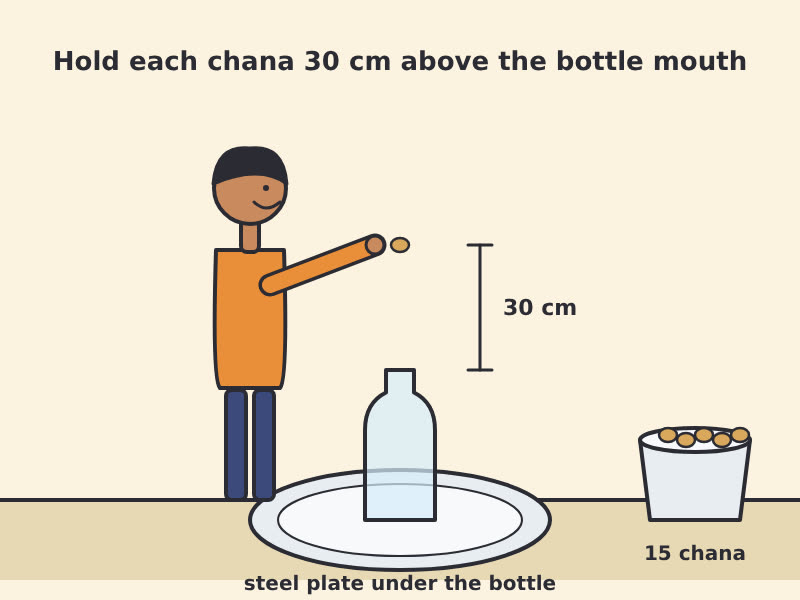 Hold each chana 30 cm above the bottle mouth
30 cm
15 chana
steel plate under the bottle